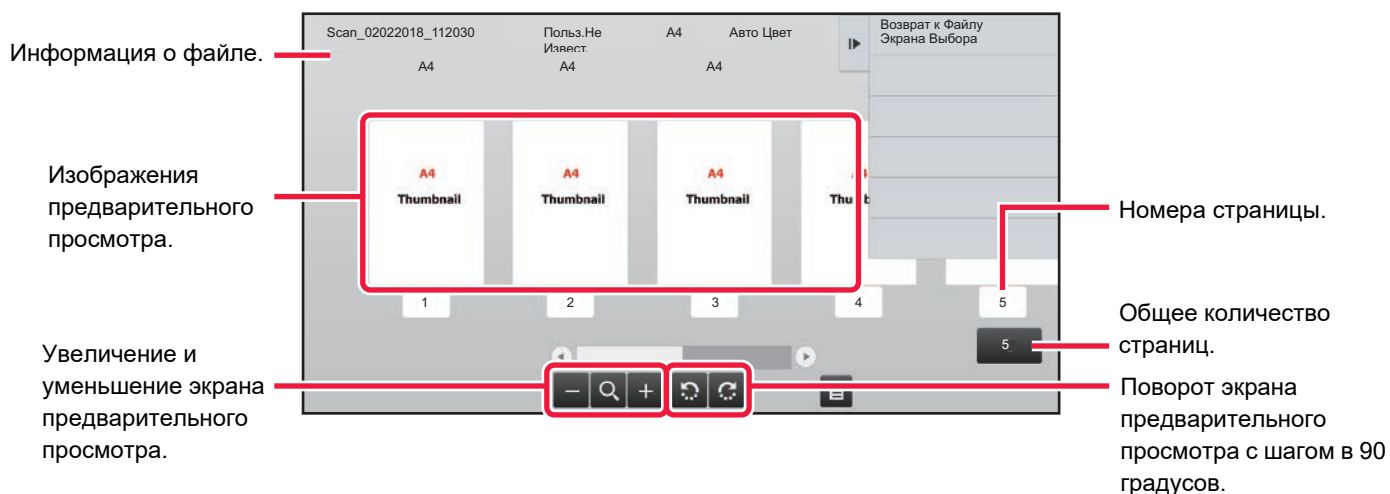 Информация о файле.
Scan_02022018_112030 Польз.Не Извест. A4 Авто Цвет
Возврат к Файлу
Экрана Выбора
A4 A4 A4
Изображения
предварительного
просмотра.
A4 A4 A4
Thumbnail Thumbnail Thumbnail
Номера страницы.
1 2 3 4 5
Общее количество
страниц.
5
Увеличение и
уменьшение экрана
предварительного
просмотра.
Поворот экрана
предварительного
просмотра с шагом в 90
градусов.